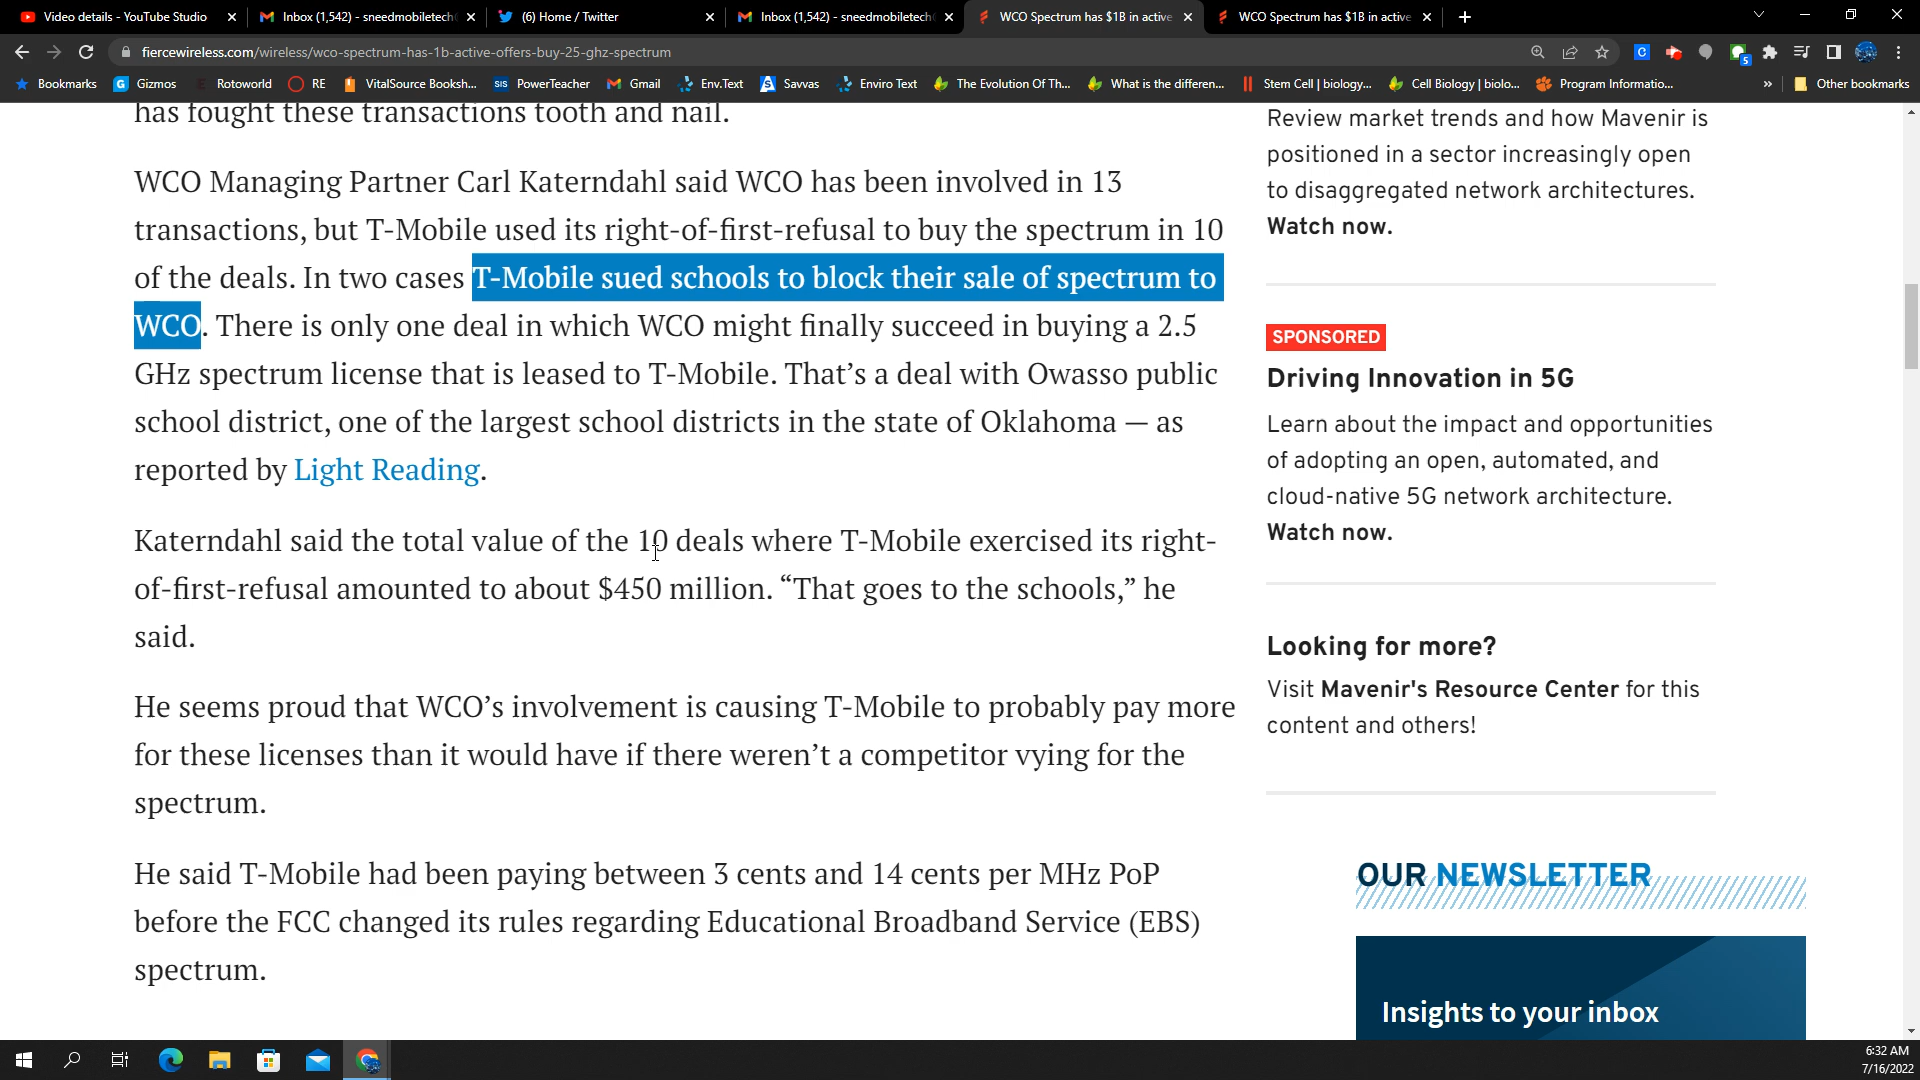 Video details - YouTube Studio
Inbox (1,542) - sneedmobiletech
(6) Home / Twitter
Inbox (1,542) - sneedmobiletech
WCO Spectrum has $1B in active
WCO Spectrum has $1B in active
fiercewireless.com/wireless/wco-spectrum-has-1b-active-offers-buy-25-ghz-spectrum
5
Bookmarks
Gizmos
Rotoworld
RE
VitalSource Booksh...
SIS PowerTeacher
Gmail
Env.Text
Savvas
Enviro Text
The Evolution Of Th...
What is the differen...
Stem Cell | biology...
Cell Biology | biolo...
Program Informatio...
»
Other bookmarks
has fought these transactions tooth and nail.
WCO Managing Partner Carl Katerndahl said WCO has been involved in 13
transactions, but T-Mobile used its right-of-first-refusal to buy the spectrum in 10
of the deals. In two cases T-Mobile sued schools to block their sale of spectrum to
WCO. There is only one deal in which WCO might finally succeed in buying a 2.5
GHz spectrum license that is leased to T-Mobile. That’s a deal with Owasso public
school district, one of the largest school districts in the state of Oklahoma — as
reported by Light Reading.
Katerndahl said the total value of the 10 deals where T-Mobile exercised its right-
of-first-refusal amounted to about $450 million. “That goes to the schools,” he
said.
He seems proud that WCO’s involvement is causing T-Mobile to probably pay more
for these licenses than it would have if there weren’t a competitor vying for the
spectrum.
He said T-Mobile had been paying between 3 cents and 14 cents per MHz PoP
before the FCC changed its rules regarding Educational Broadband Service (EBS)
spectrum.
Review market trends and how Mavenir is
positioned in a sector increasingly open
to disaggregated network architectures.
Watch now.
SPONSORED
Driving Innovation in 5G
Learn about the impact and opportunities
of adopting an open, automated, and
cloud-native 5G network architecture.
Watch now.
Looking for more?
Visit Mavenir's Resource Center for this
content and others!
OUR NEWSLETTER
Insights to your inbox
6:32 AM
7/16/2022